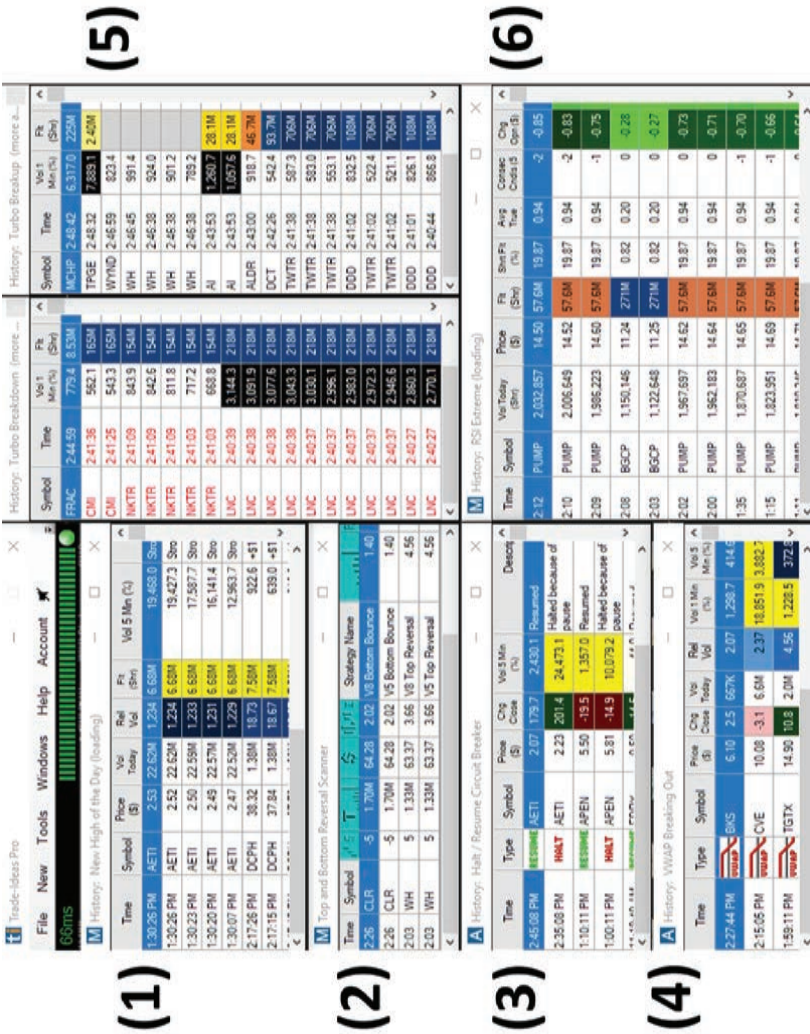 Trade-Ideas Pro
File New Tools Windows Help Account
66ms
(1)
History: New High of the Day (loading)
Time Symbol Price ($) Vol Today Rel Vol Flt (Shr) Vol 5 Min (%)
1:30:26 PM AETI 2.53 22.62M 1,234 6.68M 19,468.0 Stro
1:30:26 PM AETI 2.52 22.62M 1,234 6.68M 19,427.3 Stro
1:30:23 PM AETI 2.50 22.59M 1,233 6.68M 17,587.7 Stro
1:30:20 PM AETI 2.49 22.57M 1,231 6.68M 16,141.4 Stro
1:30:07 PM AETI 2.47 22.52M 1,229 6.68M 12,963.7 Stro
2:17:26 PM DCPH 38.32 1.38M 18.73 7.58M 922.6 +$1
2:17:15 PM DCPH 37.84 1.38M 18.67 7.58M 639.0 +$1
(2)
Top and Bottom Reversal Scanner
Time Symbol Strategy Name
2:26 CLR -5 1.70M 64.28 2.02 V8 Bottom Bounce 1.40
2:26 CLR -5 1.70M 64.28 2.02 V5 Bottom Bounce 1.40
2:03 WH 5 1.33M 63.37 3.66 V8 Top Reversal 4.56
2:03 WH 5 1.33M 63.37 3.66 V5 Top Reversal 4.56
(3)
History: Halt / Resume Circuit Breaker
Time Type Symbol Price ($) Chg Close Vol 5 Min (%) Descrip
2:45:08 PM RESUME AETI 2.07 179.7 2,430.1 Resumed
2:35:08 PM HALT AETI 2.23 201.4 24,473.1 Halted because of pause
1:10:11 PM RESUME APEN 5.50 -19.5 1,357.0 Resumed
1:00:11 PM HALT APEN 5.81 -14.9 10,079.2 Halted because of pause
(4)
History: VWAP Breaking Out
Time Type Symbol Price ($) Chg Close Vol Today Rel Vol Vol 1 Min (%) Vol 5 Min (%)
2:27:44 PM VWAP BKS 6.10 2.5 667K 2.07 1,298.7 414.6
2:15:05 PM VWAP CVE 10.08 -3.1 6.6M 2.37 18,851.9 3,882.7
1:59:11 PM VWAP TGTX 14.90 10.8 2.0M 4.56 1,228.5 372.8
History: Turbo Breakdown (more ...
Symbol Time Vol 1 Min (%) Flt (Shr)
FRAC 2:44:59 779.4 8.53M
CMI 2:41:36 562.1 165M
CMI 2:41:25 543.3 165M
NKTR 2:41:09 843.9 154M
NKTR 2:41:09 842.6 154M
NKTR 2:41:09 811.8 154M
NKTR 2:41:03 717.2 154M
NKTR 2:41:03 668.8 154M
LNC 2:40:39 3,144.3 218M
LNC 2:40:38 3,091.9 218M
LNC 2:40:38 3,077.6 218M
LNC 2:40:38 3,043.3 218M
LNC 2:40:37 3,030.1 218M
LNC 2:40:37 2,996.1 218M
LNC 2:40:37 2,983.0 218M
LNC 2:40:37 2,972.3 218M
LNC 2:40:37 2,946.6 218M
LNC 2:40:27 2,860.3 218M
LNC 2:40:27 2,770.1 218M
(5)
History: Turbo Breakup (more a...
Symbol Time Vol 1 Min (%) Flt (Shr)
MCHP 2:48:42 6,317.0 225M
TPGE 2:48:32 7,889.1 2.40M
WYND 2:46:59 823.4
WH 2:46:45 991.4
WH 2:46:38 924.0
WH 2:46:38 901.2
WH 2:46:38 789.2
AI 2:43:53 1,260.7 28.1M
AI 2:43:53 1,057.6 28.1M
ALDR 2:43:00 918.7 46.7M
DCT 2:42:26 542.4 93.7M
TWTR 2:41:38 587.3 706M
TWTR 2:41:38 583.0 706M
TWTR 2:41:38 553.1 706M
DDD 2:41:02 832.5 108M
TWTR 2:41:02 522.4 706M
TWTR 2:41:02 521.1 706M
DDD 2:41:01 826.1 108M
DDD 2:40:44 866.8 108M
(6)
History: RSI Extreme (loading)
Time Symbol Vol Today (Shr) Price ($) Flt (Shr) Shrt Flt (%) Avg True Consec Cndls (5 Chg Opn ($)
2:12 PUMP 2,032,857 14.50 57.6M 19.87 0.94 -2 -0.85
2:10 PUMP 2,006,649 14.52 57.6M 19.87 0.94 -2 -0.83
2:09 PUMP 1,986,223 14.60 57.6M 19.87 0.94 -1 -0.75
2:08 BGCP 1,150,146 11.24 271M 0.82 0.20 0 -0.28
2:03 BGCP 1,122,648 11.25 271M 0.82 0.20 0 -0.27
2:02 PUMP 1,967,697 14.62 57.6M 19.87 0.94 0 -0.73
2:00 PUMP 1,962,183 14.64 57.6M 19.87 0.94 0 -0.71
1:35 PUMP 1,870,687 14.65 57.6M 19.87 0.94 -1 -0.70
1:15 PUMP 1,823,951 14.69 57.6M 19.87 0.94 -1 -0.66